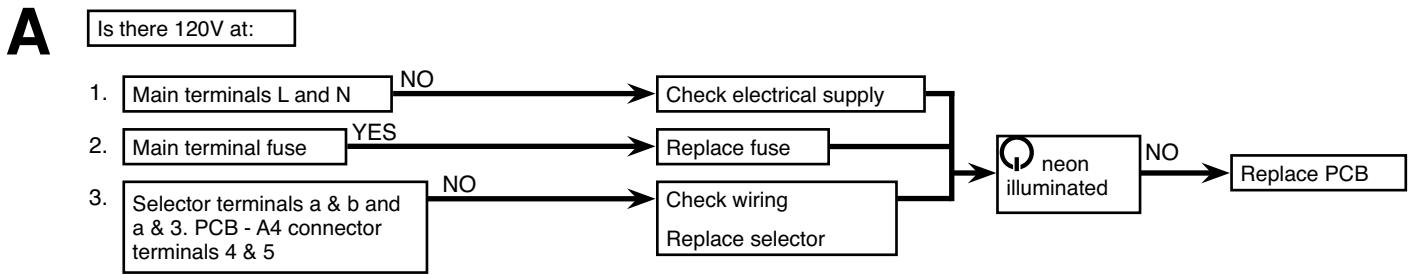 A
Is there 120V at:
1. Main terminals L and N NO Check electrical supply
2. Main terminal fuse YES Replace fuse
neon
illuminated
NO
Replace PCB
3. Selector terminals a & b and
a & 3. PCB - A4 connector
terminals 4 & 5
NO
Check wiring
Replace selector